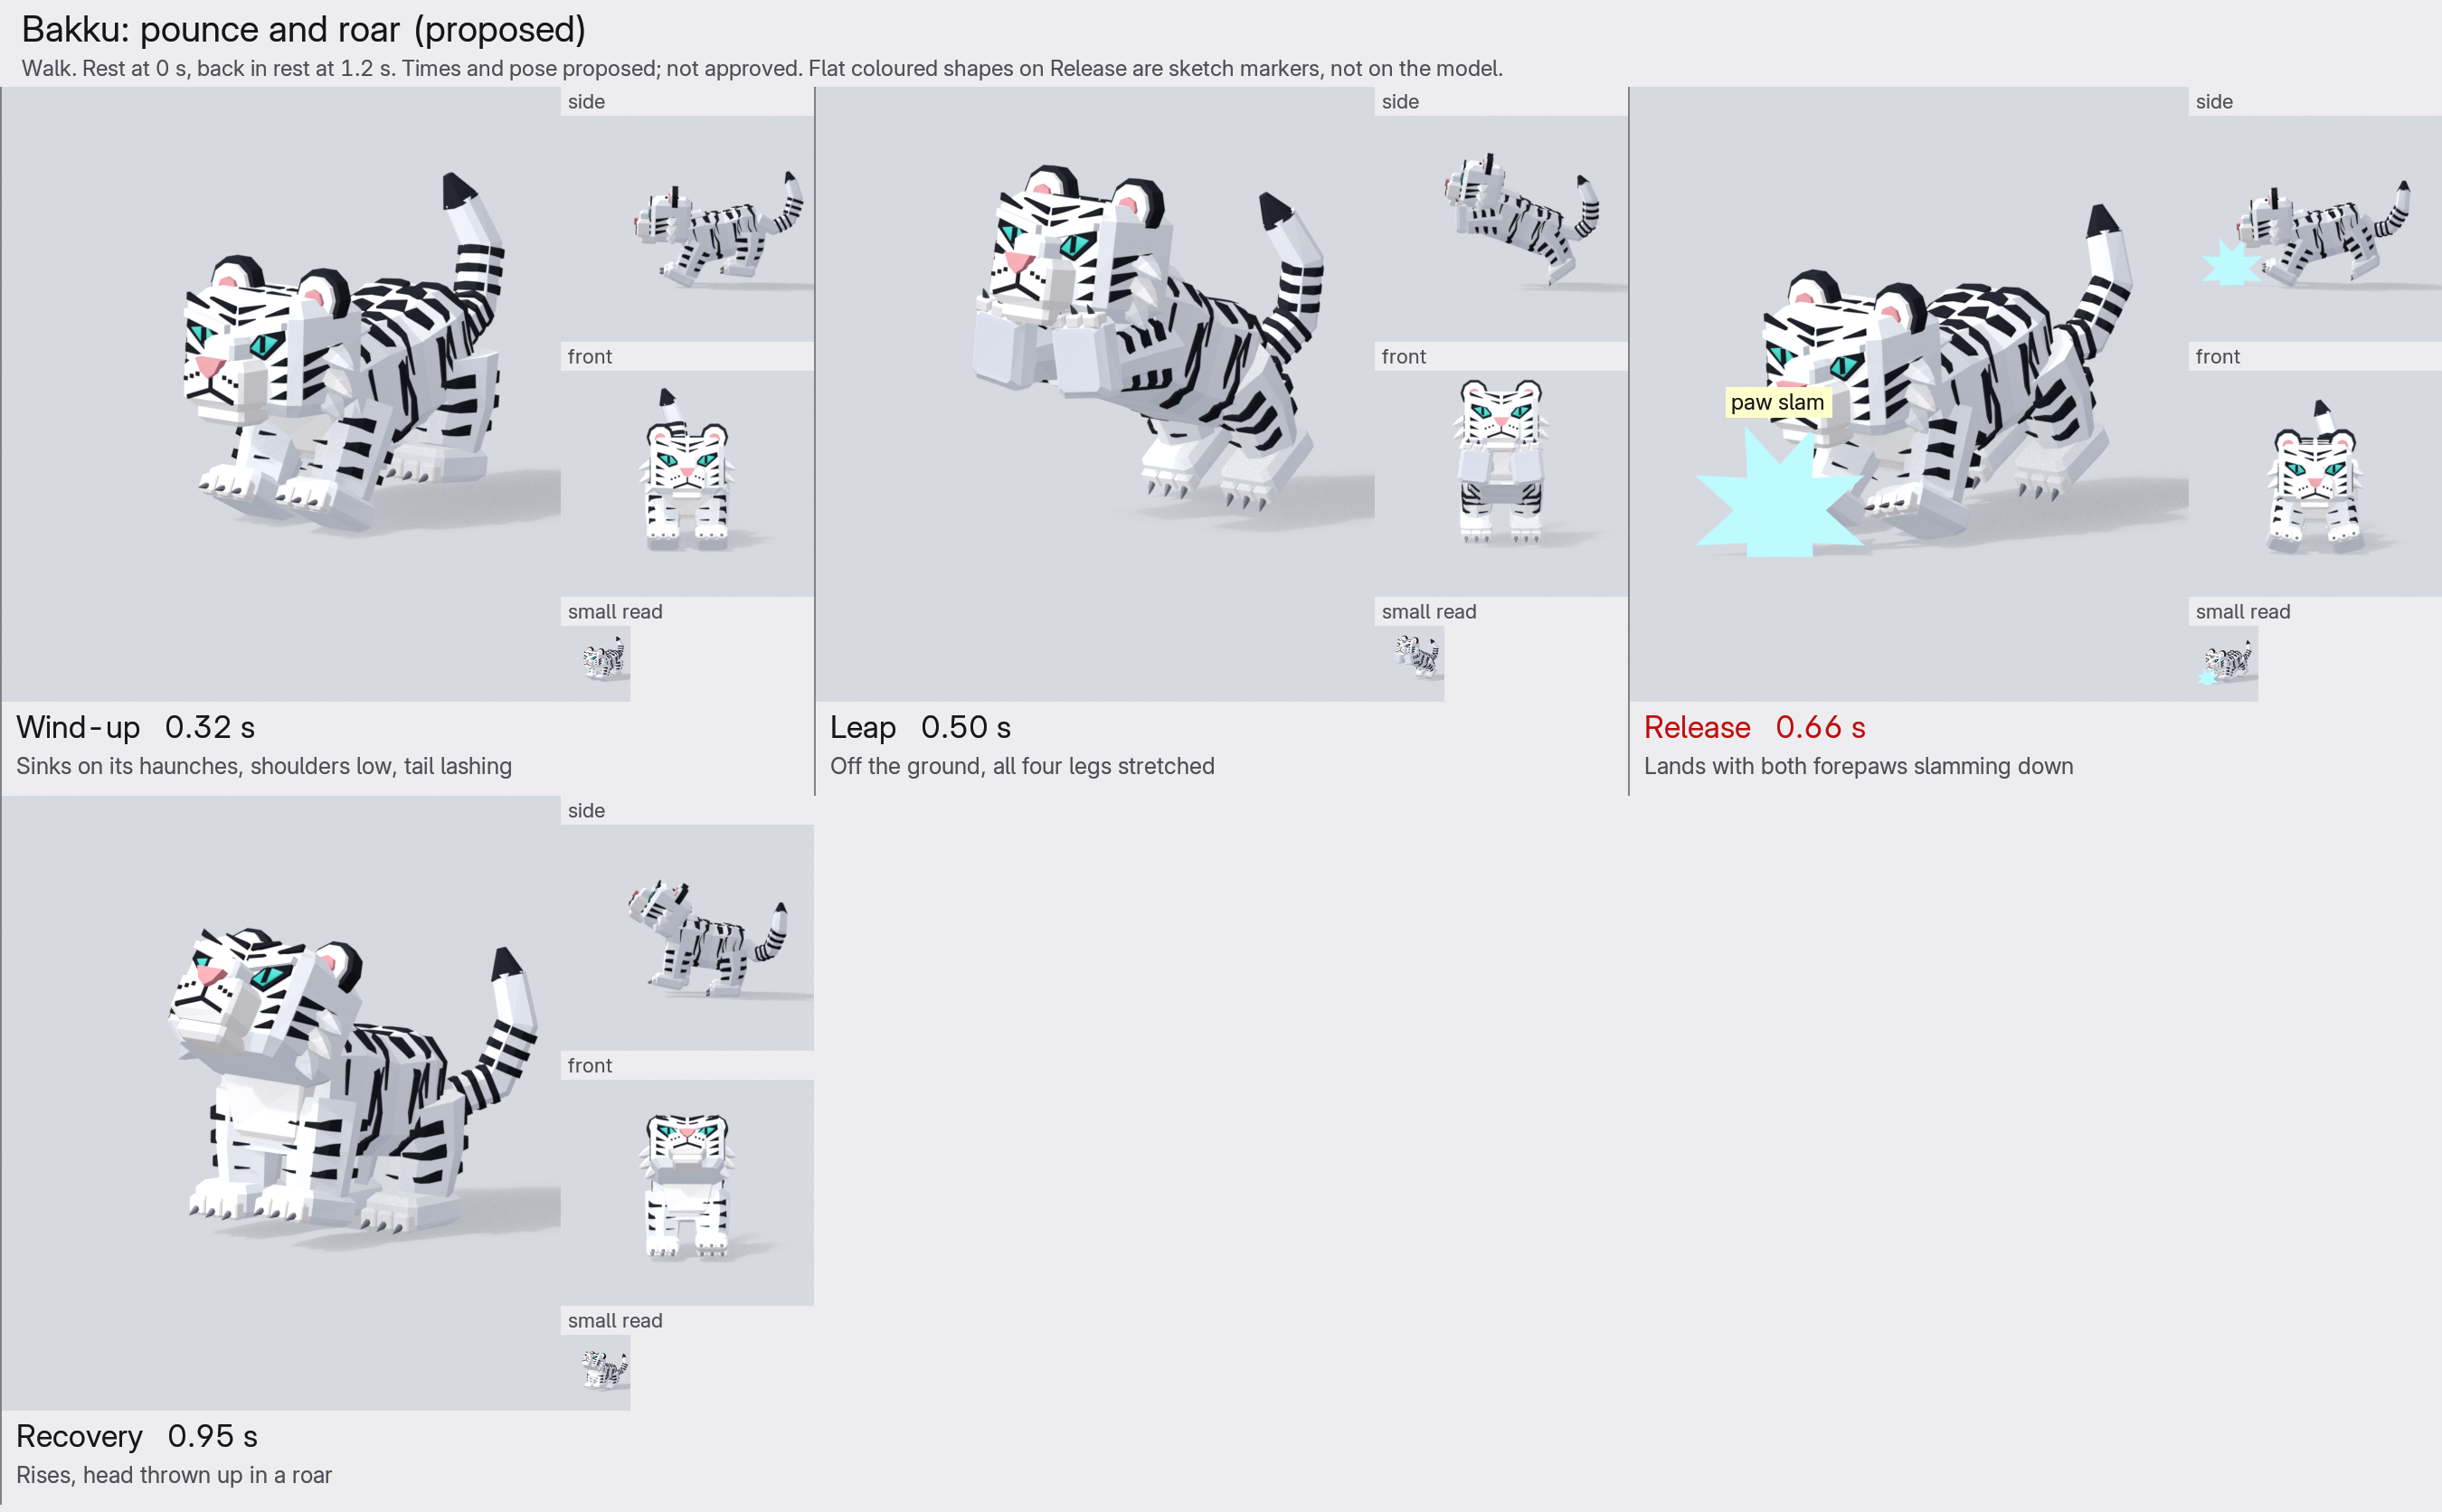 Bakku: pounce and roar (proposed)
Walk. Rest at 0 s, back in rest at 1.2 s. Times and pose proposed; not approved. Flat coloured shapes on Release are sketch markers, not on the model.
side
front
small read
Wind-up 0.32 s
Sinks on its haunches, shoulders low, tail lashing
side
front
small read
Leap 0.50 s
Off the ground, all four legs stretched
side
paw slam
front
small read
Release 0.66 s
Lands with both forepaws slamming down
side
front
small read
Recovery 0.95 s
Rises, head thrown up in a roar